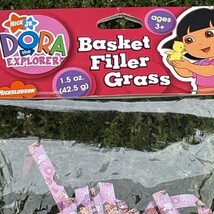 NICK JR.
DORA
the
EXPLORER
NICKELODEON
1.5 oz.
(42.5 g)
Basket
Filler
Grass
ages
3+